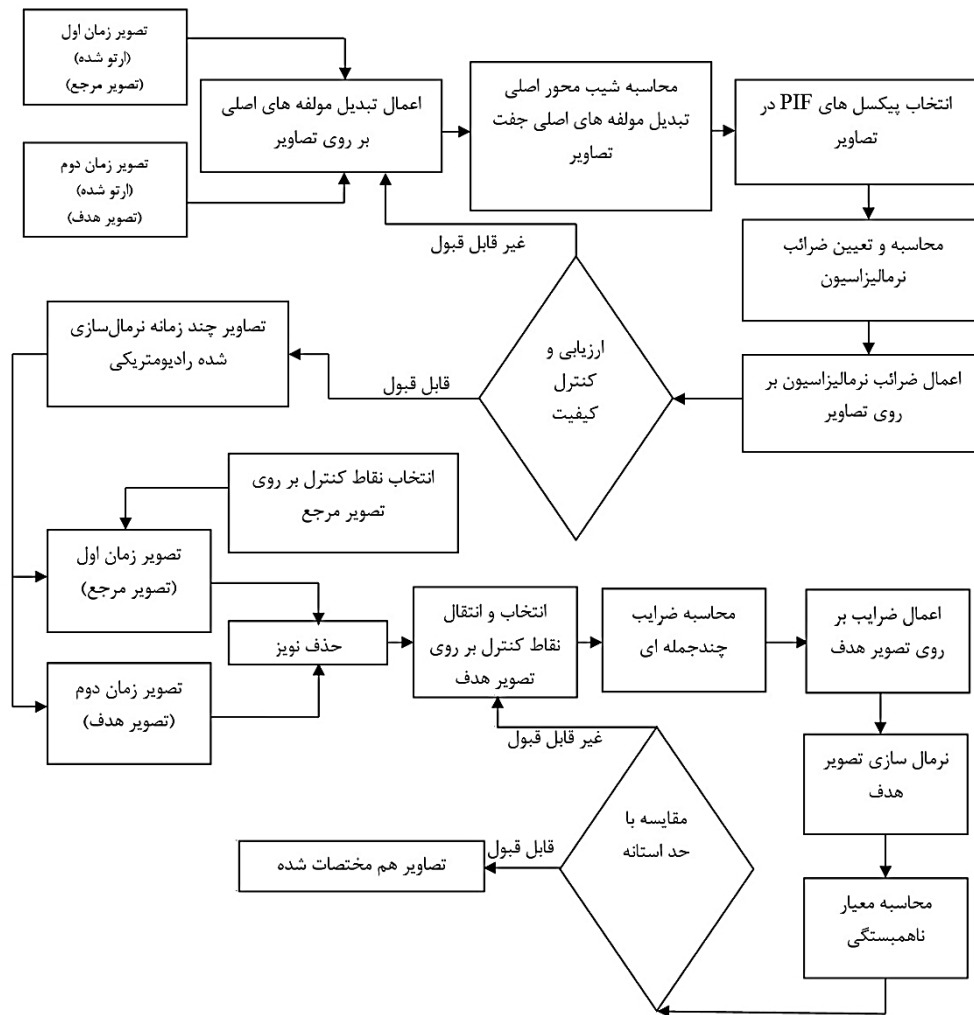 تصویر زمان اول
(ارتو شده)
(تصویر مرجع)
تصویر زمان دوم
(ارتو شده)
(تصویر هدف)
اعمال تبدیل مولفه های اصلی
بر روی تصاویر
محاسبه شیب محور اصلی
تبدیل مولفه های اصلی جفت
تصاویر
انتخاب پیکسل های PIF در
تصاویر
محاسبه و تعیین ضرائب
نرمالیزاسیون
اعمال ضرائب نرمالیزاسیون بر
روی تصاویر
ارزیابی و
کنترل
کیفیت
غیر قابل قبول
قابل قبول
تصاویر چند زمانه نرمال‌سازی
شده رادیومتریکی
انتخاب نقاط کنترل بر روی
تصویر مرجع
تصویر زمان اول
(تصویر مرجع)
تصویر زمان دوم
(تصویر هدف)
حذف نویز
انتخاب و انتقال
نقاط کنترل بر روی
تصویر هدف
محاسبه ضرایب
چندجمله ای
اعمال ضرایب بر
روی تصویر هدف
نرمال سازی تصویر
هدف
محاسبه معیار
ناهمبستگی
مقایسه با
حد استانه
غیر قابل قبول
قابل قبول
تصاویر هم مختصات شده